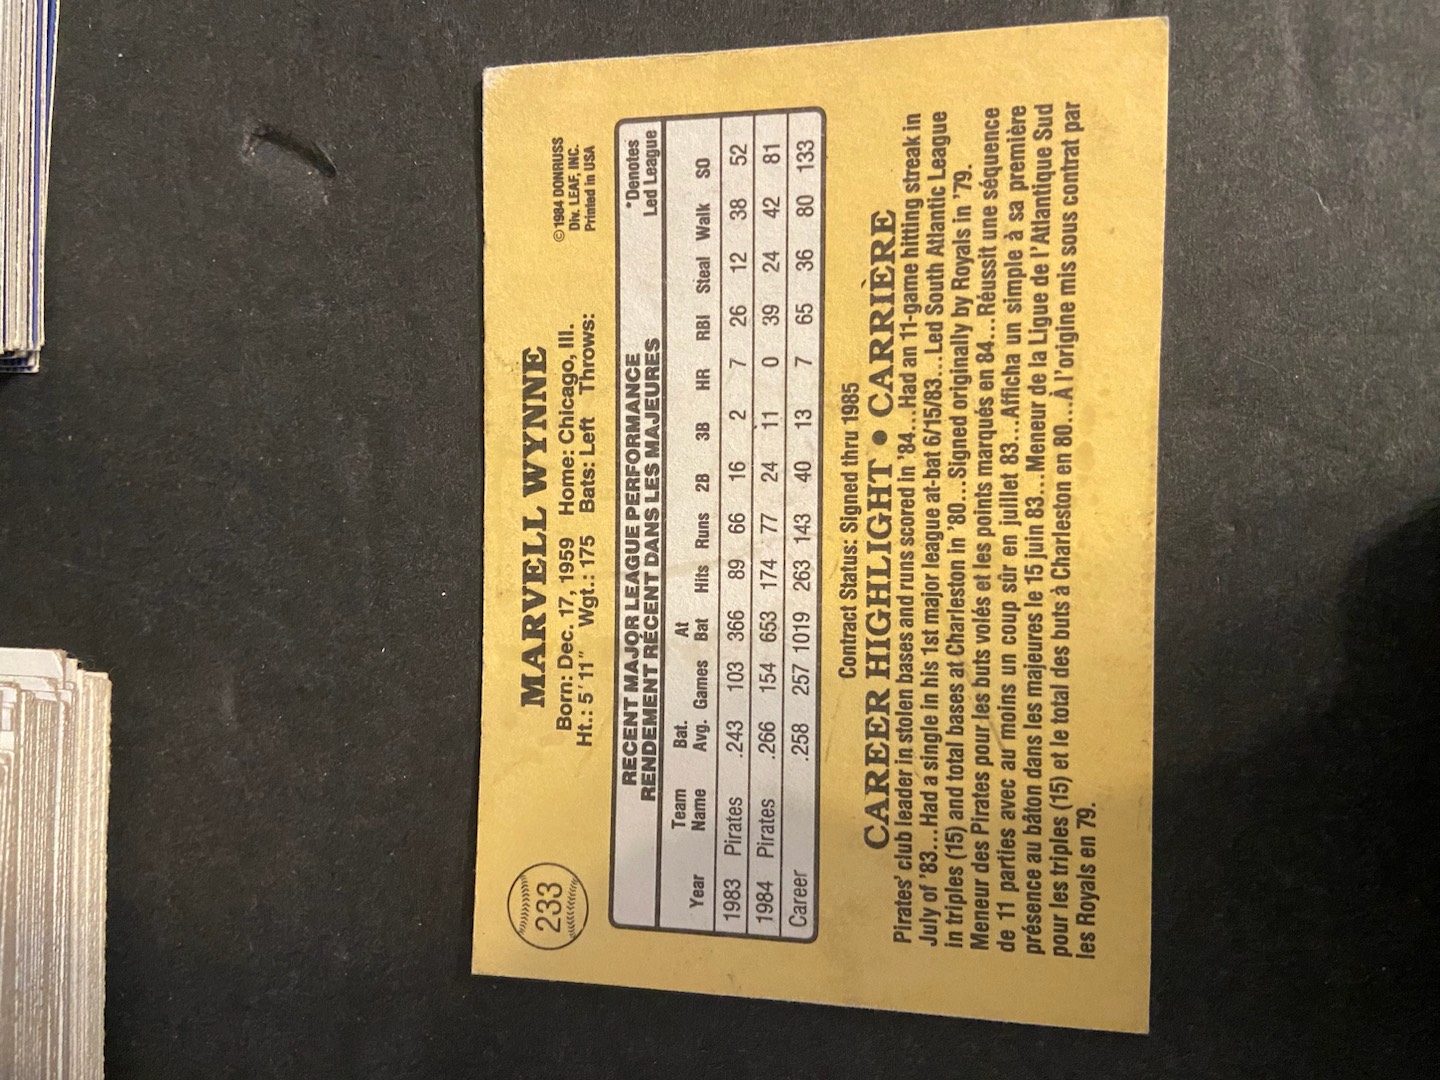 233
MARVELL WYNNE
©1984 DONRUSS
Div. LEAF, INC.
Printed in USA
Born: Dec. 17, 1959 Home: Chicago, Ill.
Ht.: 5'11" Wgt.: 175 Bats: Left Throws:
RECENT MAJOR LEAGUE PERFORMANCE
RENDEMENT RÉCENT DANS LES MAJEURES
*Denotes
Led League
Year Team Name Bat. Avg. Games At Bat Hits Runs 2B 3B HR RBI Steal Walk SO
1983 Pirates .243 103 366 89 66 16 2 7 26 12 38 52
1984 Pirates .266 154 653 174 77 24 11 0 39 24 42 81
Career .258 257 1019 263 143 40 13 7 65 36 80 133
Contract Status: Signed thru 1985
CAREER HIGHLIGHT • CARRIÈRE
Pirates' club leader in stolen bases and runs scored in '84...Had an 11-game hitting streak in
July of '83...Had a single in his 1st major league at-bat 6/15/83...Led South Atlantic League
in triples (15) and total bases at Charleston in '80...Signed originally by Royals in '79.
Meneur des Pirates pour les buts volés et les points marqués en 84...Réussit une séquence
de 11 parties avec au moins un coup sûr en juillet 83...Afficha un simple à sa première
présence au bâton dans les majeures le 15 juin 83...Meneur de la Ligue de l'Atlantique Sud
pour les triples (15) et le total des buts à Charleston en 80...À l'origine mis sous contrat par
les Royals en 79.